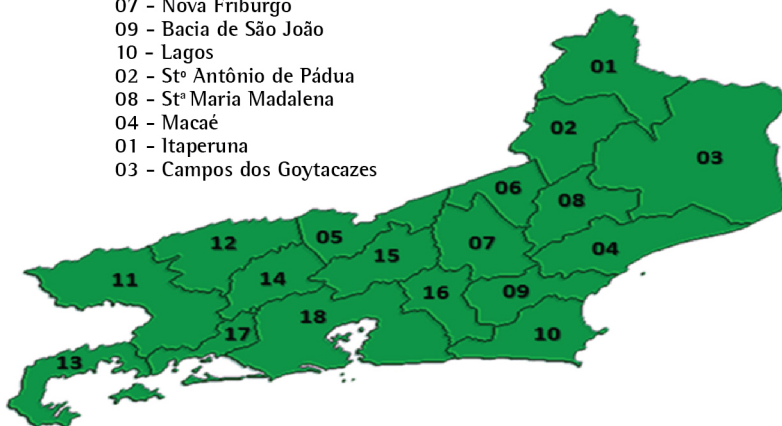 07 - Nova Friburgo
09 - Bacia de São João
10 - Lagos
02 - Stº Antônio de Pádua
08 - Stª Maria Madalena
04 - Macaé
01 - Itaperuna
03 - Campos dos Goytacazes
01
02
03
06
08
05
12
07
04
15
11
14
16
09
18
17
10
13